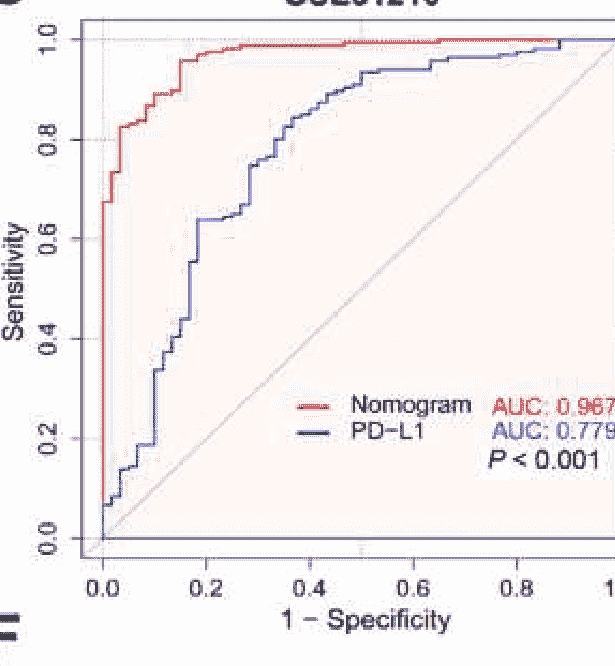 1.0
0.8
0.6
0.4
0.2
0.0
Sensitivity
Nomogram AUC: 0.967
PD-L1 AUC: 0.779
P < 0.001
0.0 0.2 0.4 0.6 0.8
1 − Specificity